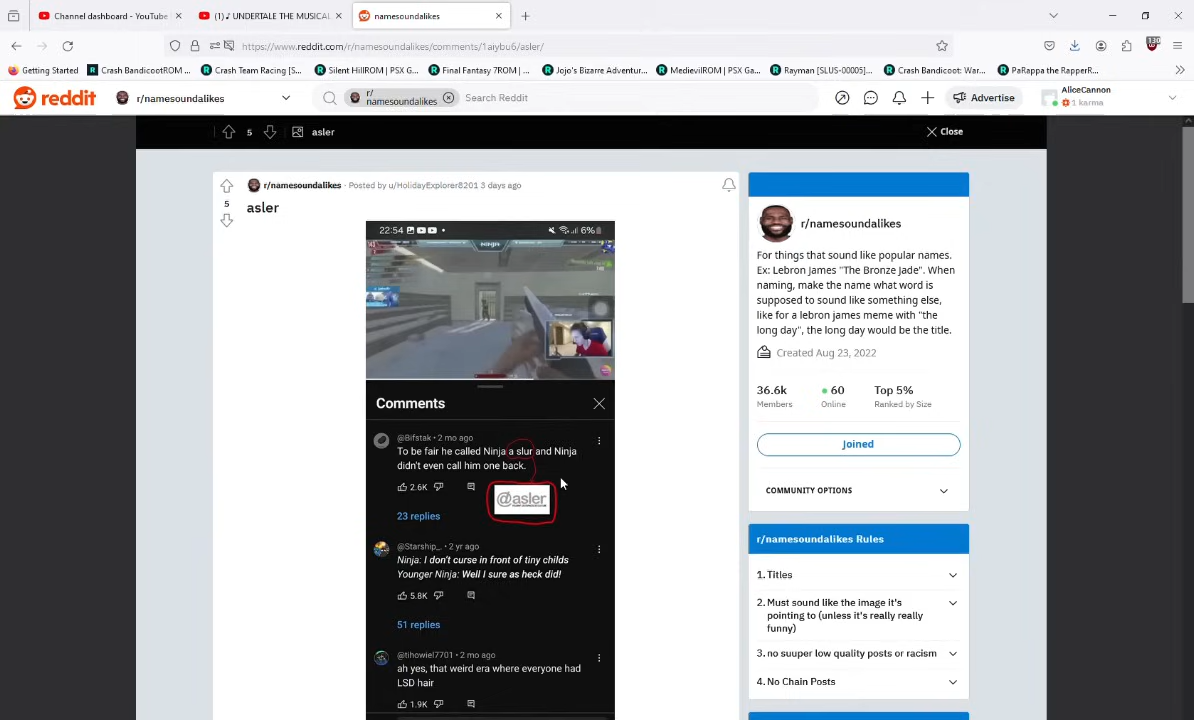 Channel dashboard - YouTube
(1) ♪ UNDERTALE THE MUSICAL
namesoundalikes
https://www.reddit.com/r/namesoundalikes/comments/1aiybu6/asler/
130
Getting Started
Crash BandicootROM ...
Crash Team Racing [S...
Silent HillROM | PSX G...
Final Fantasy 7ROM | ...
Jojo's Bizarre Adventur...
MedievilROM | PSX Ga...
Rayman [SLUS-00005]...
Crash Bandicoot: War...
PaRappa the RapperR...
reddit
r/namesoundalikes
r/
namesoundalikes
Search Reddit
Advertise
AliceCannon
1 karma
5
asler
Close
r/namesoundalikes · Posted by u/HolidayExplorer8201 3 days ago
5
asler
22:54
6%
NINJA
Comments
@Bifstak • 2 mo ago
To be fair he called Ninja a slur and Ninja
didn't even call him one back.
2.6K
@asler
23 replies
@Starship_. • 2 yr ago
Ninja: I don't curse in front of tiny childs
Younger Ninja: Well I sure as heck did!
5.8K
51 replies
@tihowiel7701 • 2 mo ago
ah yes, that weird era where everyone had
LSD hair
1.9K
r/namesoundalikes
For things that sound like popular names.
Ex: Lebron James "The Bronze Jade". When
naming, make the name what word is
supposed to sound like something else,
like for a lebron james meme with "the
long day", the long day would be the title.
Created Aug 23, 2022
36.6k
Members
60
Online
Top 5%
Ranked by Size
Joined
COMMUNITY OPTIONS
r/namesoundalikes Rules
1. Titles
2. Must sound like the image it's
pointing to (unless it's really really
funny)
3. no suuper low quality posts or racism
4. No Chain Posts